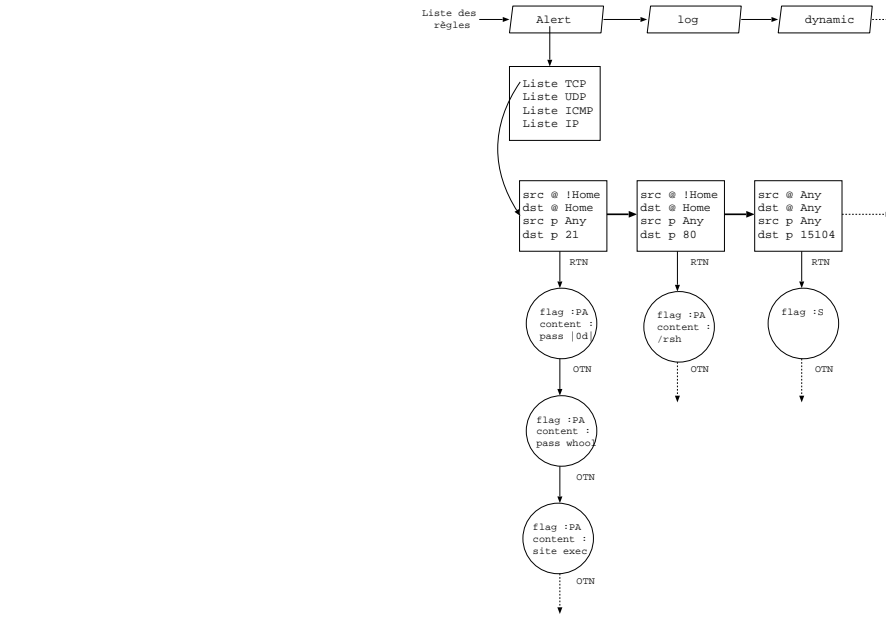 Liste des
règles
Alert
log
dynamic
Liste TCP
Liste UDP
Liste ICMP
Liste IP
src @ !Home
dst @ Home
src p Any
dst p 21
src @ !Home
dst @ Home
src p Any
dst p 80
src @ Any
dst @ Any
src p Any
dst p 15104
RTN
RTN
RTN
flag :PA
content :
pass |0d|
flag :PA
content :
/rsh
flag :S
OTN
OTN
OTN
flag :PA
content :
pass whool
OTN
flag :PA
content :
site exec
OTN